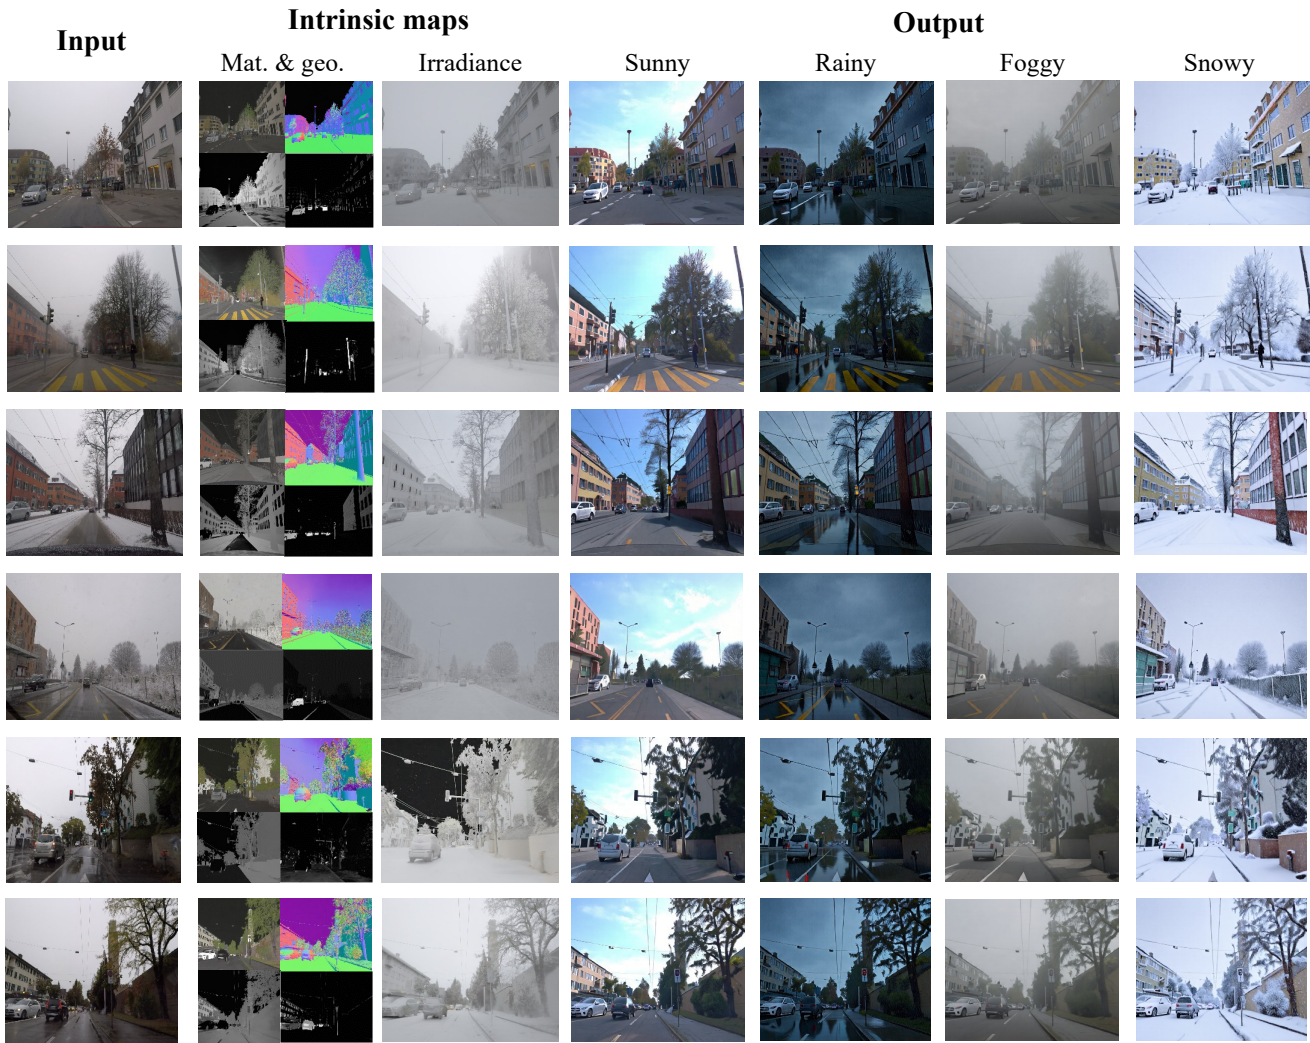 Input
Intrinsic maps
Output
Mat. & geo.
Irradiance
Sunny
Rainy
Foggy
Snowy